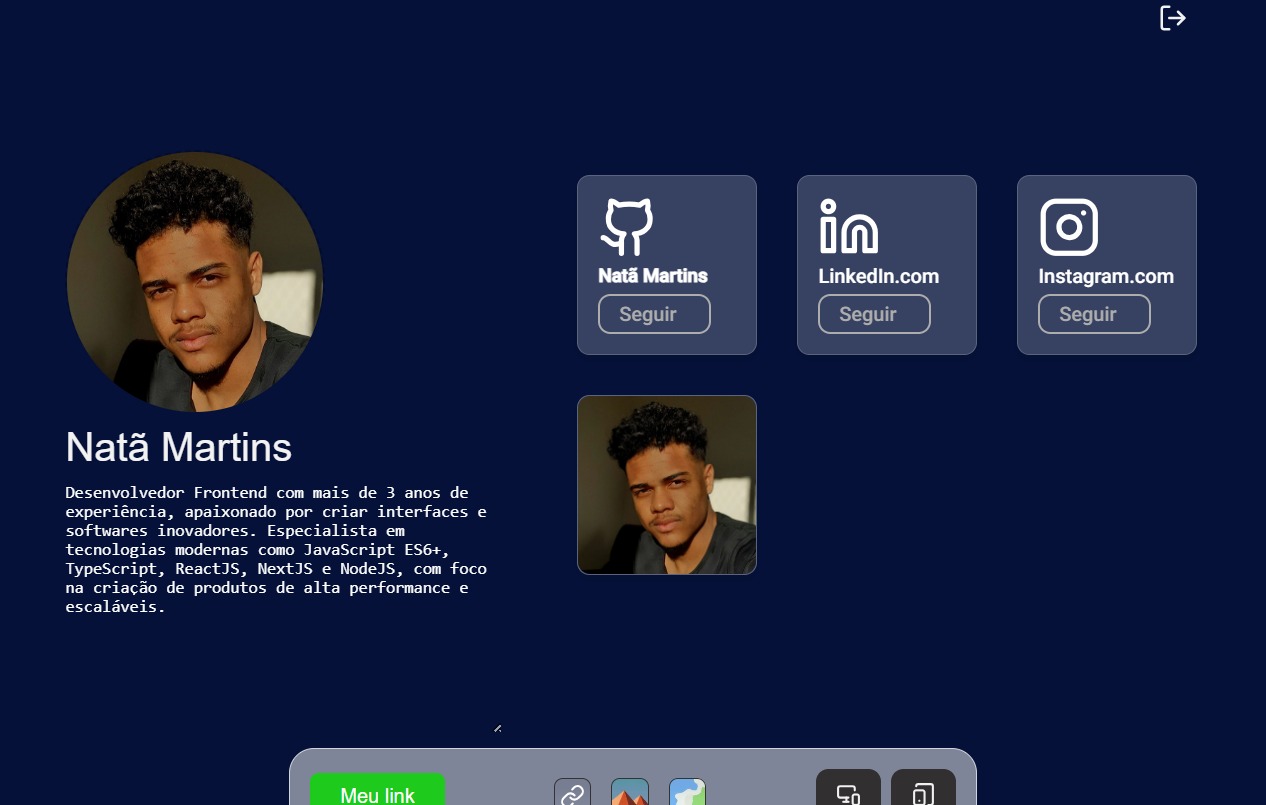 Natã Martins
Desenvolvedor Frontend com mais de 3 anos de
experiência, apaixonado por criar interfaces e
softwares inovadores. Especialista em
tecnologias modernas como JavaScript ES6+,
TypeScript, ReactJS, NextJS e NodeJS, com foco
na criação de produtos de alta performance e
escaláveis.
Natã Martins
Seguir
LinkedIn.com
Seguir
Instagram.com
Seguir
Meu link